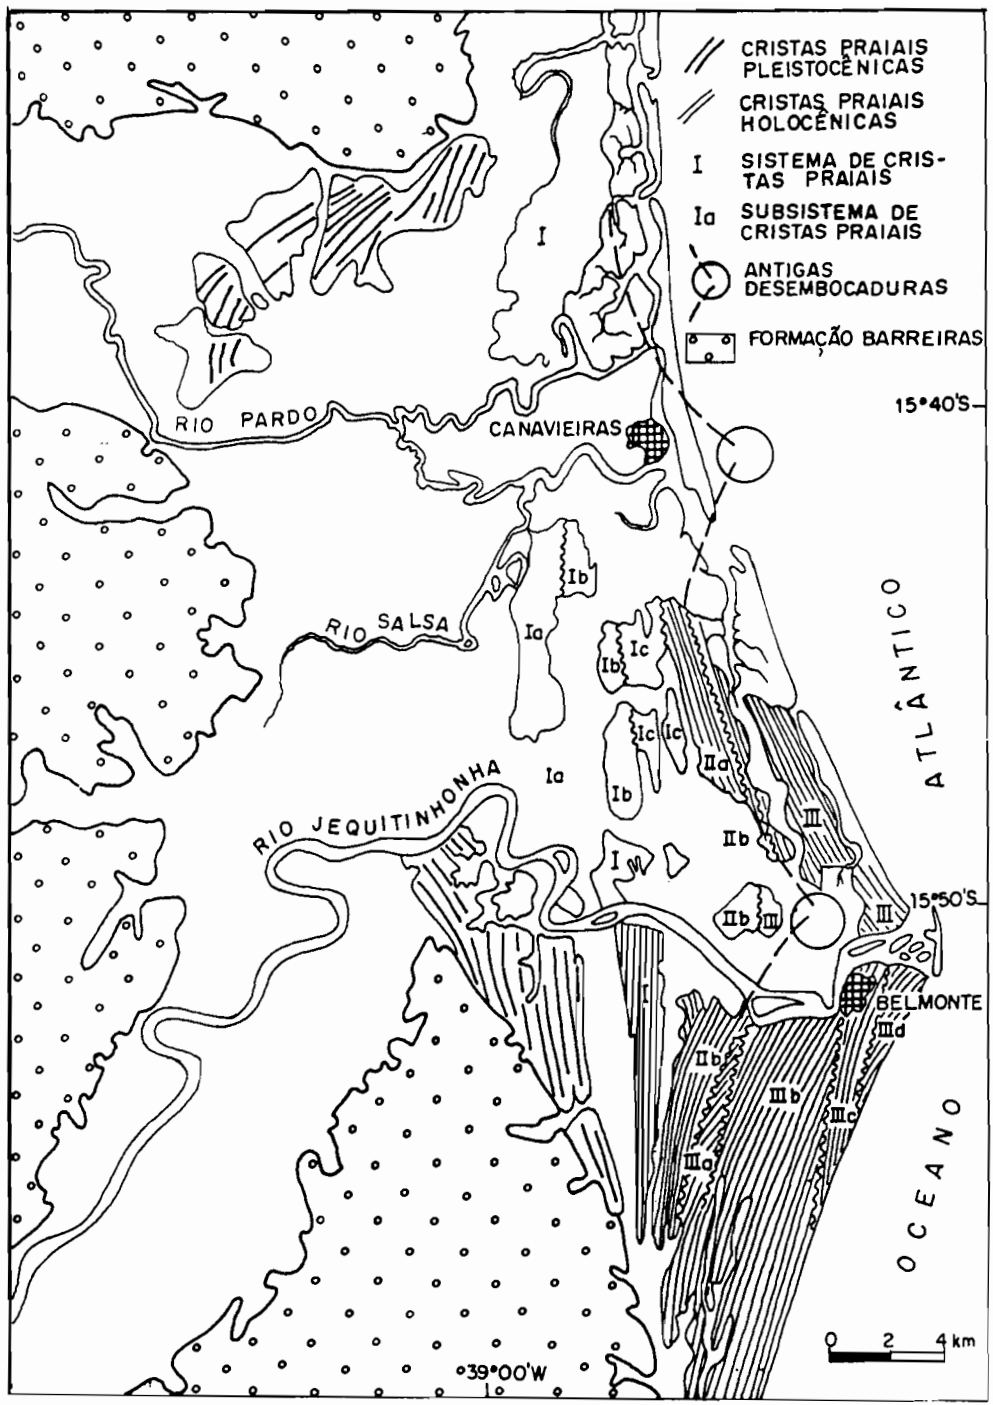 CRISTAS PRAIAIS
PLEISTOCÊNICAS
CRISTAS PRAIAIS
HOLOCÊNICAS
I
SISTEMA DE CRIS-
TAS PRAIAIS
Ia
SUBSISTEMA DE
CRISTAS PRAIAIS
ANTIGAS
DESEMBOCADURAS
FORMAÇÃO BARREIRAS
I
15°40'S
RIO PARDO
CANAVIEIRAS
Ib
RIO SALSA
Ia
Ib
Ic
ATLÂNTICO
Ic
Ic
IIa
Ia
Ib
RIO JEQUITINHONHA
III
IIb
I
15°50'S
IIb
III
III
I
BELMONTE
IIId
IIb
IIIb
IIIc
IIIa
OCEANO
0 2 4 km
39°00'W